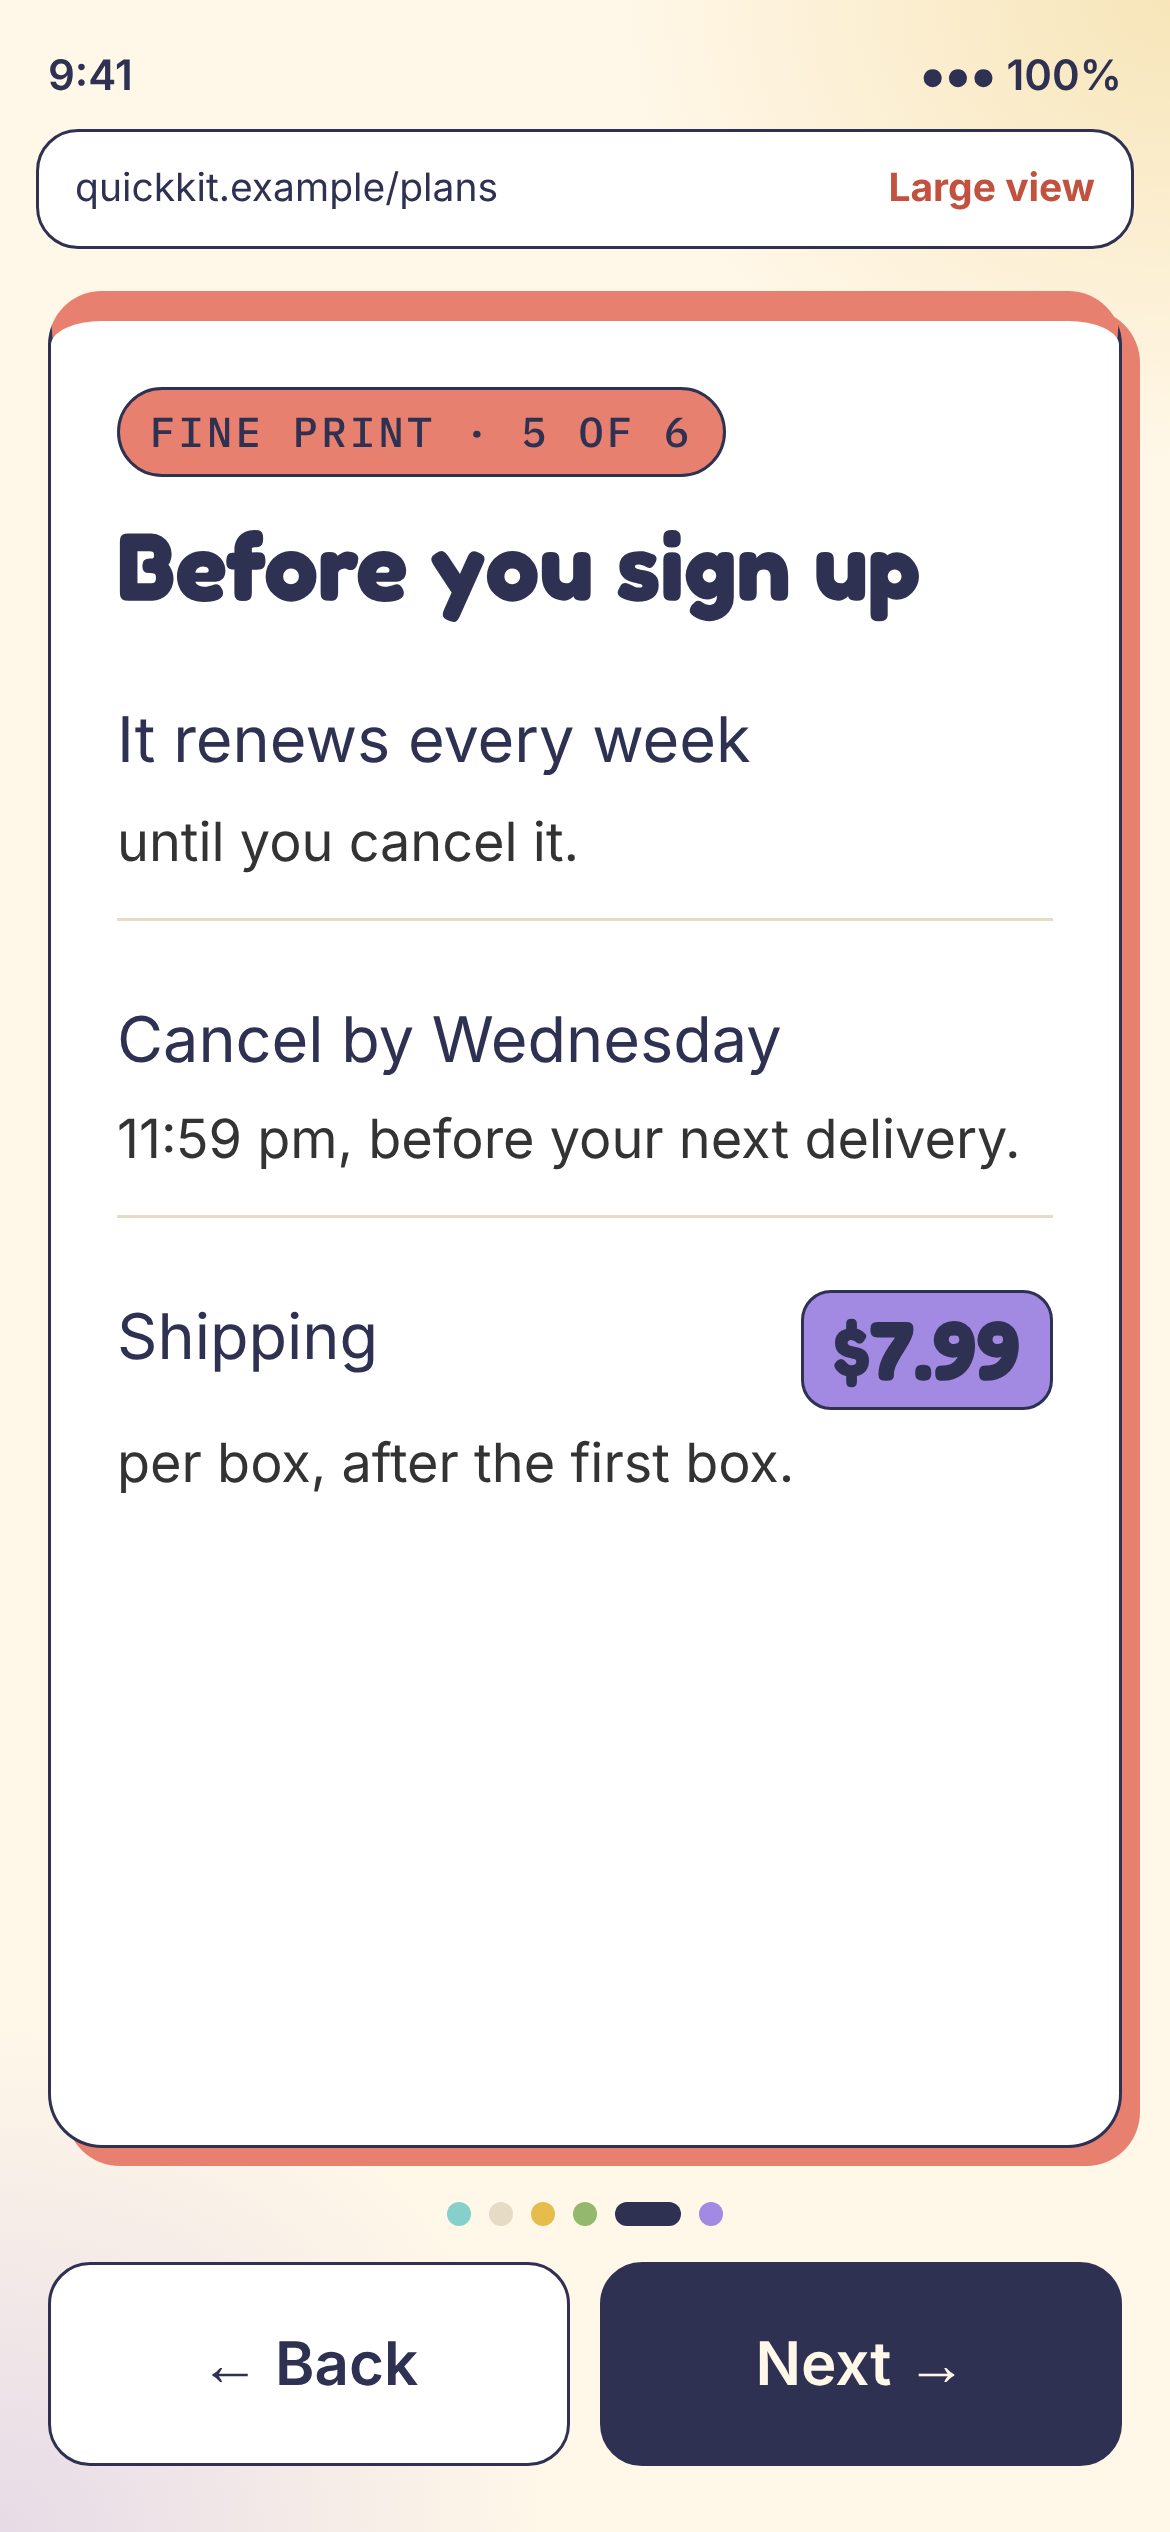 9:41
●●● 100%
quickkit.example/plans
Large view
FINE PRINT · 5 OF 6
Before you sign up
It renews every week
until you cancel it.
Cancel by Wednesday
11:59 pm, before your next delivery.
Shipping
$7.99
per box, after the first box.
← Back
Next →